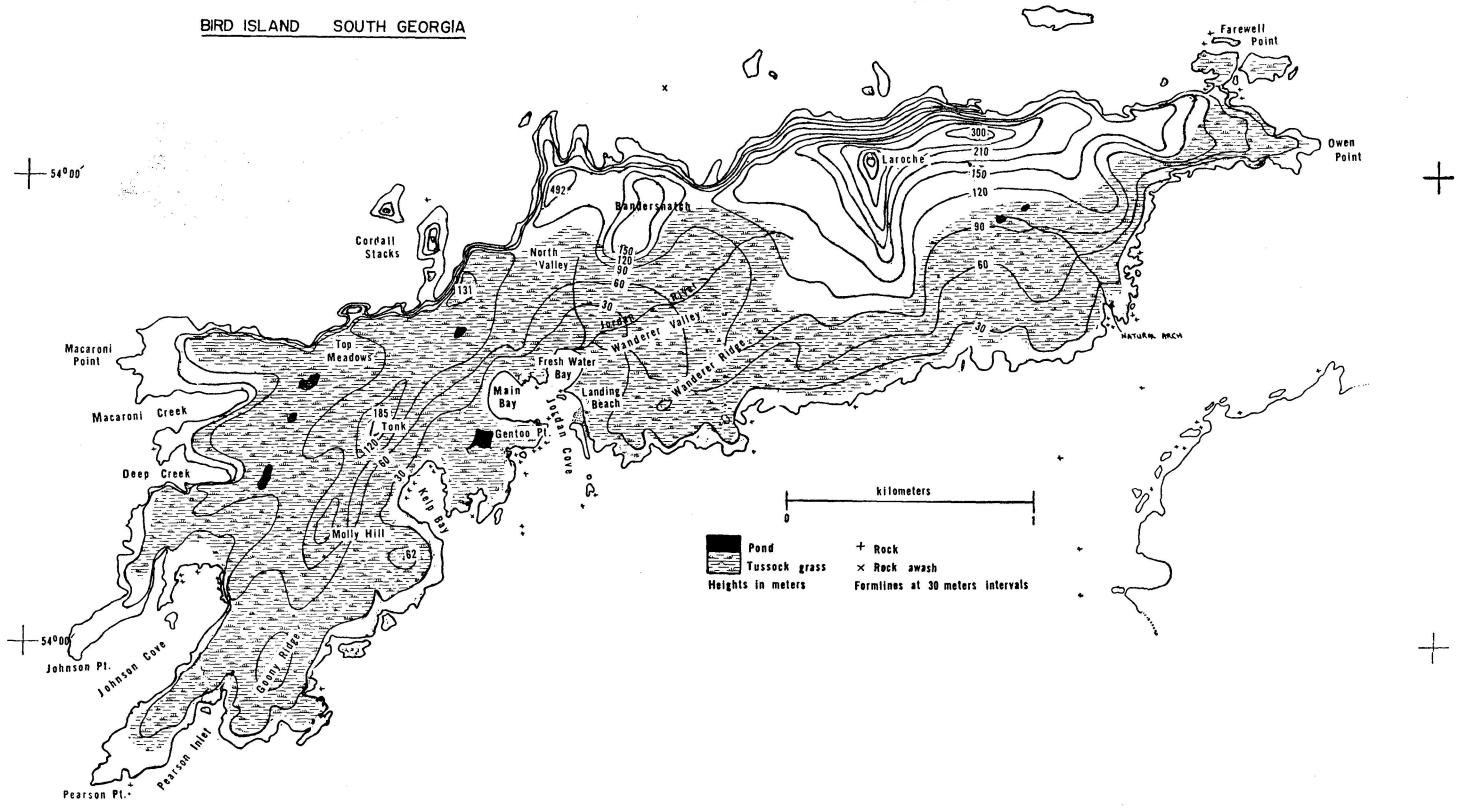 BIRD ISLAND SOUTH GEORGIA
Farewell
Point
Owen
Point
54°00′
300
210
Laroche
150
120
90
60
30
NATURAL ARCH
492
Bandersnatch
150
120
90
60
30
Cordall
Stacks
North
Valley
131
Jordan River
Wanderer Valley
Wanderer Ridge
Macaroni
Point
Top
Meadows
Fresh Water
Bay
Main
Bay
Landing
Beach
Jordan Cove
Macaroni Creek
185
Tonk
120
60
30
Gentoo Pt.
Deep Creek
Kelp Bay
Molly Hill
62
kilometers
0 1
Pond
Tussock grass
Heights in meters
+ Rock
× Rock awash
Formlines at 30 meters intervals
54°00′
Johnson Pt.
Johnson Cove
Goony Ridge
Pearson Inlet
Pearson Pt.